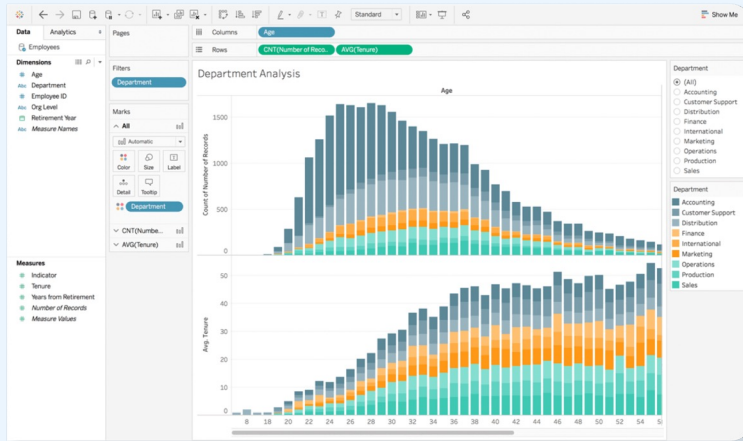 Standard
Show Me
Data
Analytics
Employees
Dimensions
Age
Abc Department
Employee ID
Abc Org Level
Retirement Year
Abc Measure Names
Measures
Indicator
Tenure
Years from Retirement
Number of Records
Measure Values
Pages
Filters
Department
Marks
All
Automatic
Color
Size
Label
Detail
Tooltip
Department
CNT(Numbe...
AVG(Tenure)
Columns
Age
Rows
CNT(Number of Reco..
AVG(Tenure)
Department Analysis
Age
Count of Number of Records
1500
1000
500
0
Avg. Tenure
50
40
30
20
10
0
8 18 20 22 24 26 28 30 32 34 36 38 40 42 44 46 48 50 52 54
Department
(All)
Accounting
Customer Support
Distribution
Finance
International
Marketing
Operations
Production
Sales
Department
Accounting
Customer Support
Distribution
Finance
International
Marketing
Operations
Production
Sales